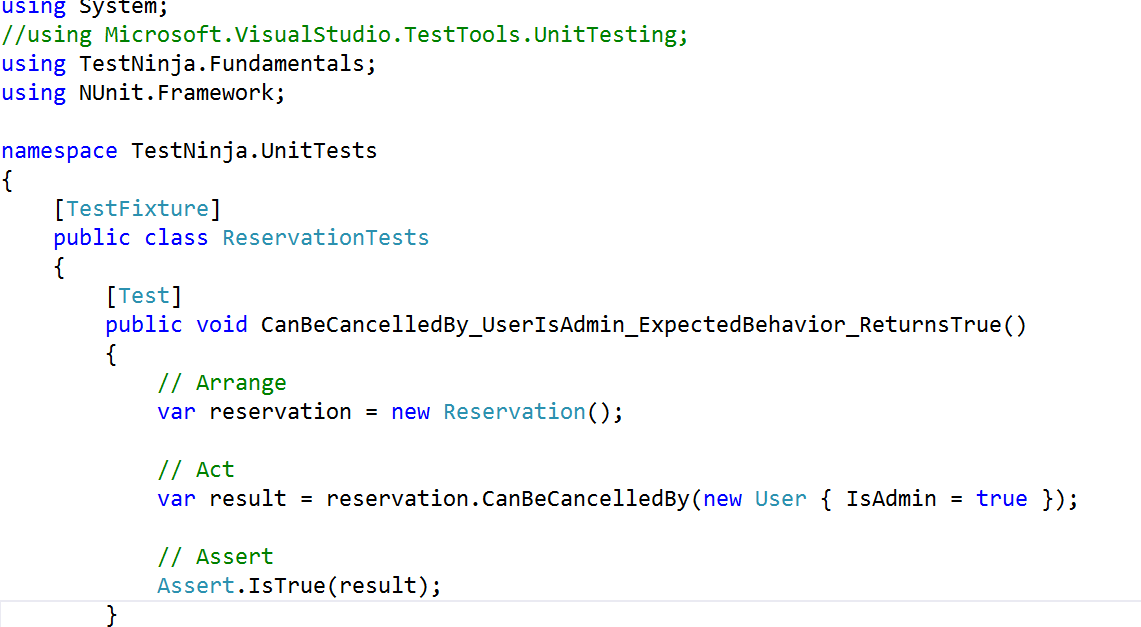 using System;
//using Microsoft.VisualStudio.TestTools.UnitTesting;
using TestNinja.Fundamentals;
using NUnit.Framework;

namespace TestNinja.UnitTests
{
    [TestFixture]
    public class ReservationTests
    {
        [Test]
        public void CanBeCancelledBy_UserIsAdmin_ExpectedBehavior_ReturnsTrue()
        {
            // Arrange
            var reservation = new Reservation();

            // Act
            var result = reservation.CanBeCancelledBy(new User { IsAdmin = true });

            // Assert
            Assert.IsTrue(result);
        }